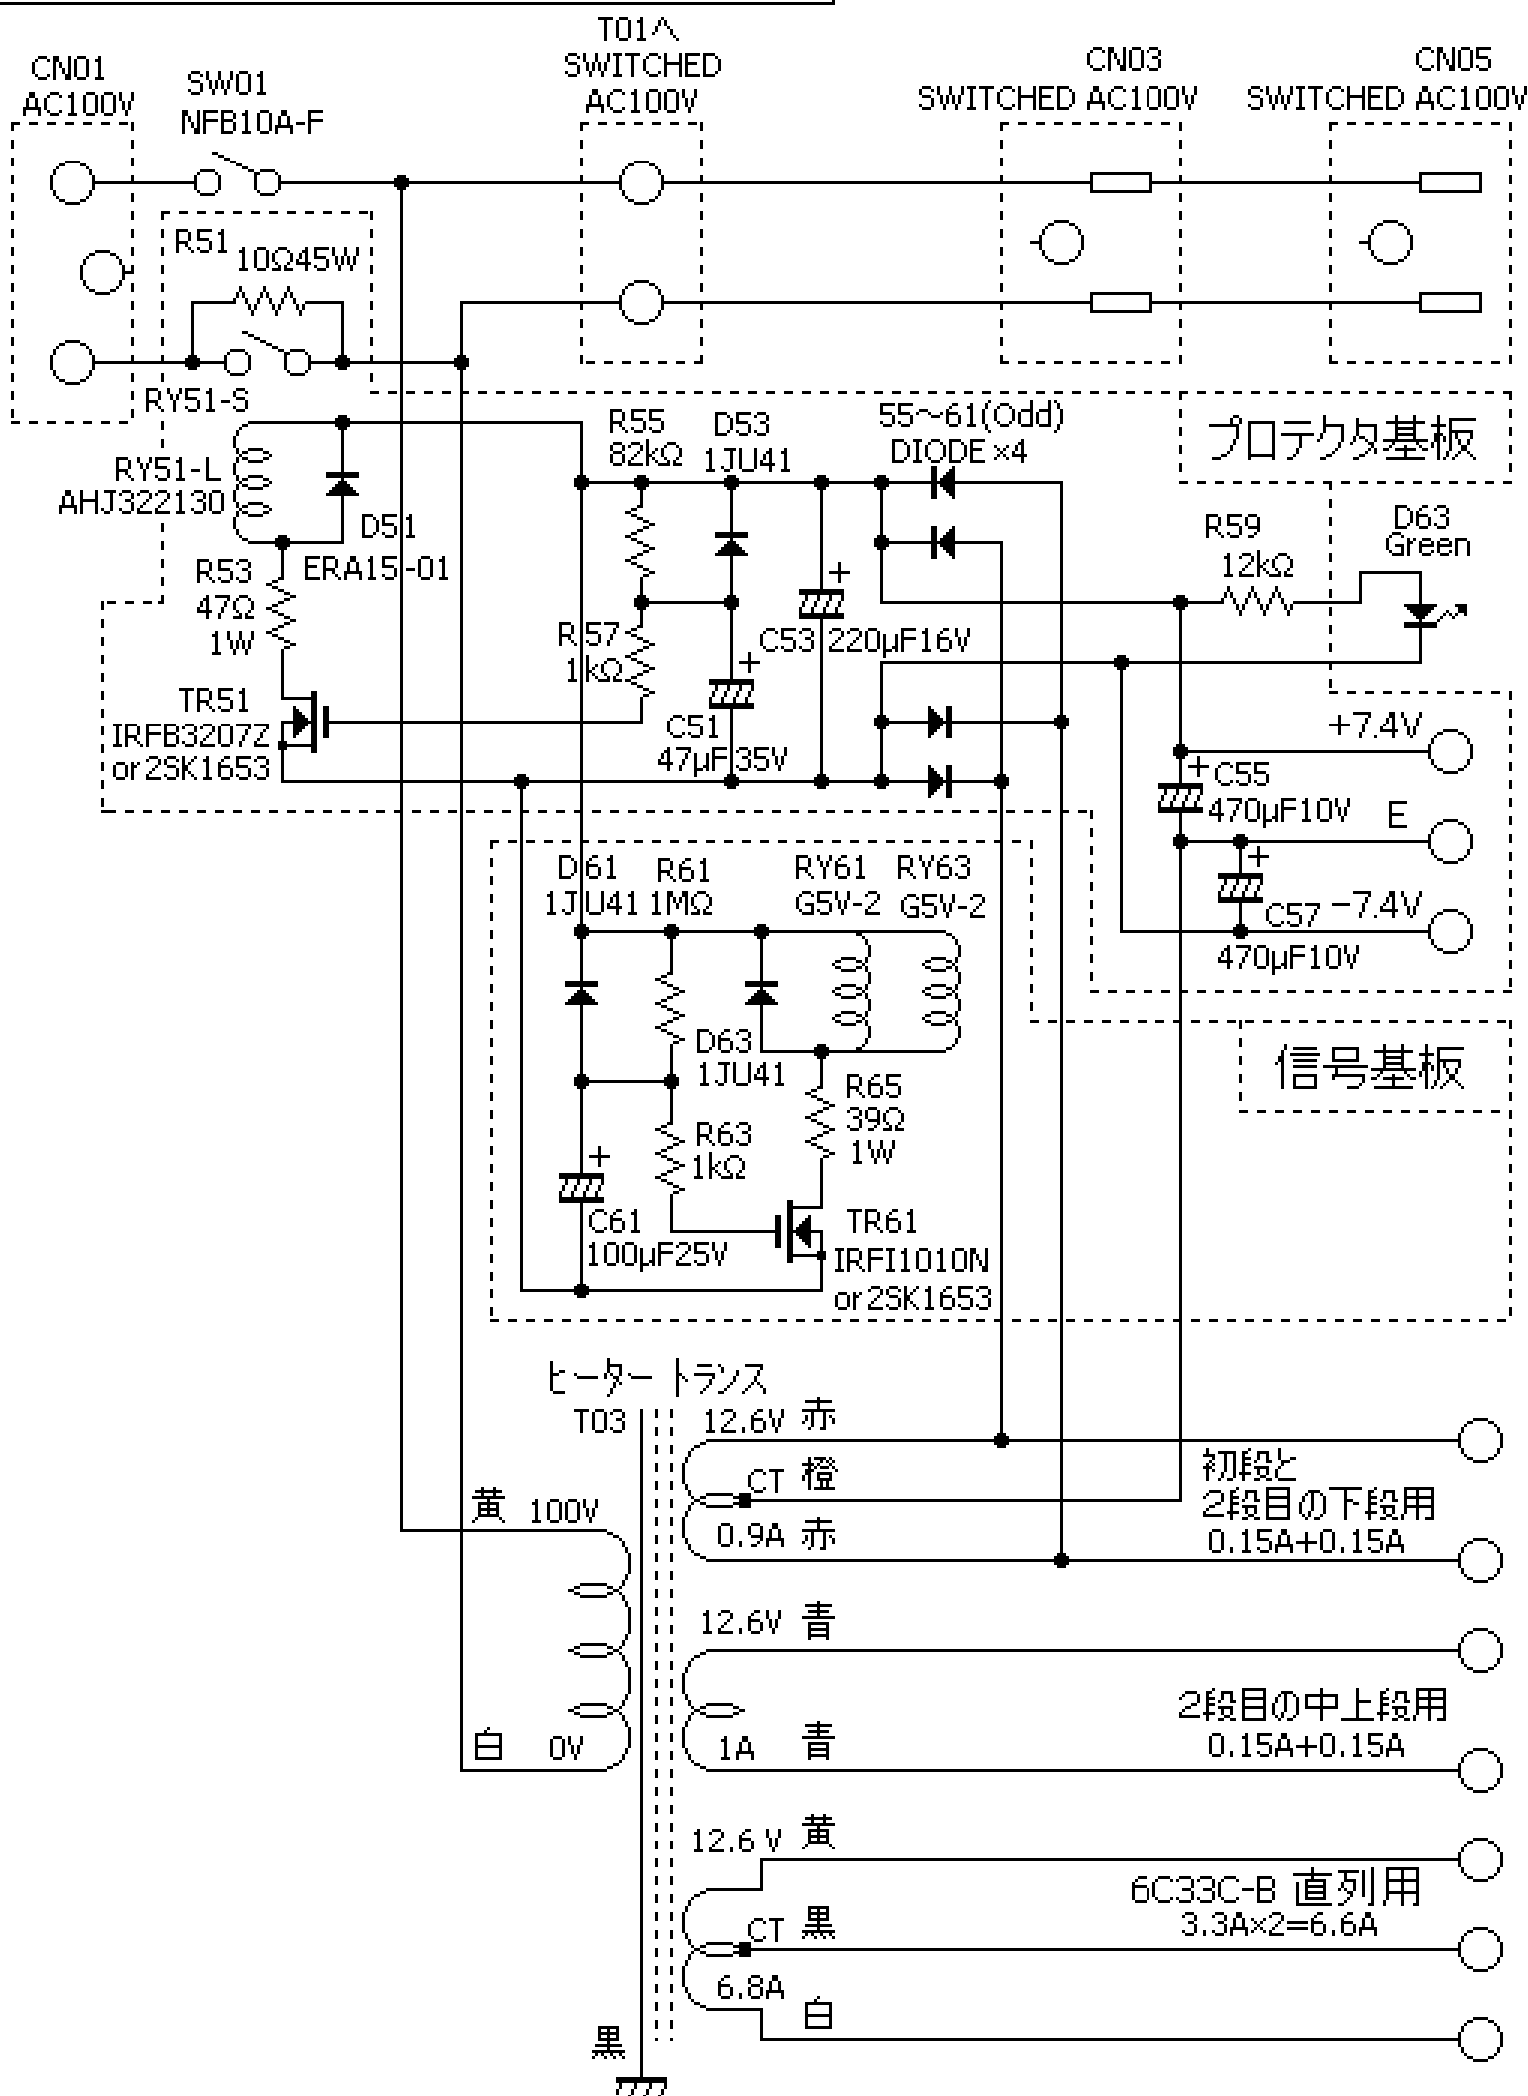 T01へ
SWITCHED
AC100V
CN01
AC100V
SW01
NFB10A-F
CN03
SWITCHED AC100V
CN05
SWITCHED AC100V
R51
10Ω45W
RY51-S
RY51-L
AHJ322130
D51
ERA15-01
R53
47Ω
1W
TR51
IRFB3207Z
or2SK1653
R55
82kΩ
D53
1JU41
55～61(Odd)
DIODE×4
プロテクタ基板
R57
1kΩ
+
C53 220μF16V
+
C51
47μF35V
R59
12kΩ
D63
Green
+7.4V
+
C55
470μF10V
E
+
C57
−7.4V
470μF10V
D61
1JU41
R61
1MΩ
RY61
G5V-2
RY63
G5V-2
D63
1JU41
信号基板
R65
39Ω
1W
R63
1kΩ
+
C61
100μF25V
TR61
IRFI1010N
or2SK1653
ヒータートランス
T03
12.6V 赤
CT 橙
0.9A 赤
初段と
2段目の下段用
0.15A+0.15A
黄 100V
白 0V
12.6V 青
1A 青
2段目の中上段用
0.15A+0.15A
12.6V 黄
CT 黒
6.8A
白
6C33C-B 直列用
3.3A×2=6.6A
黒